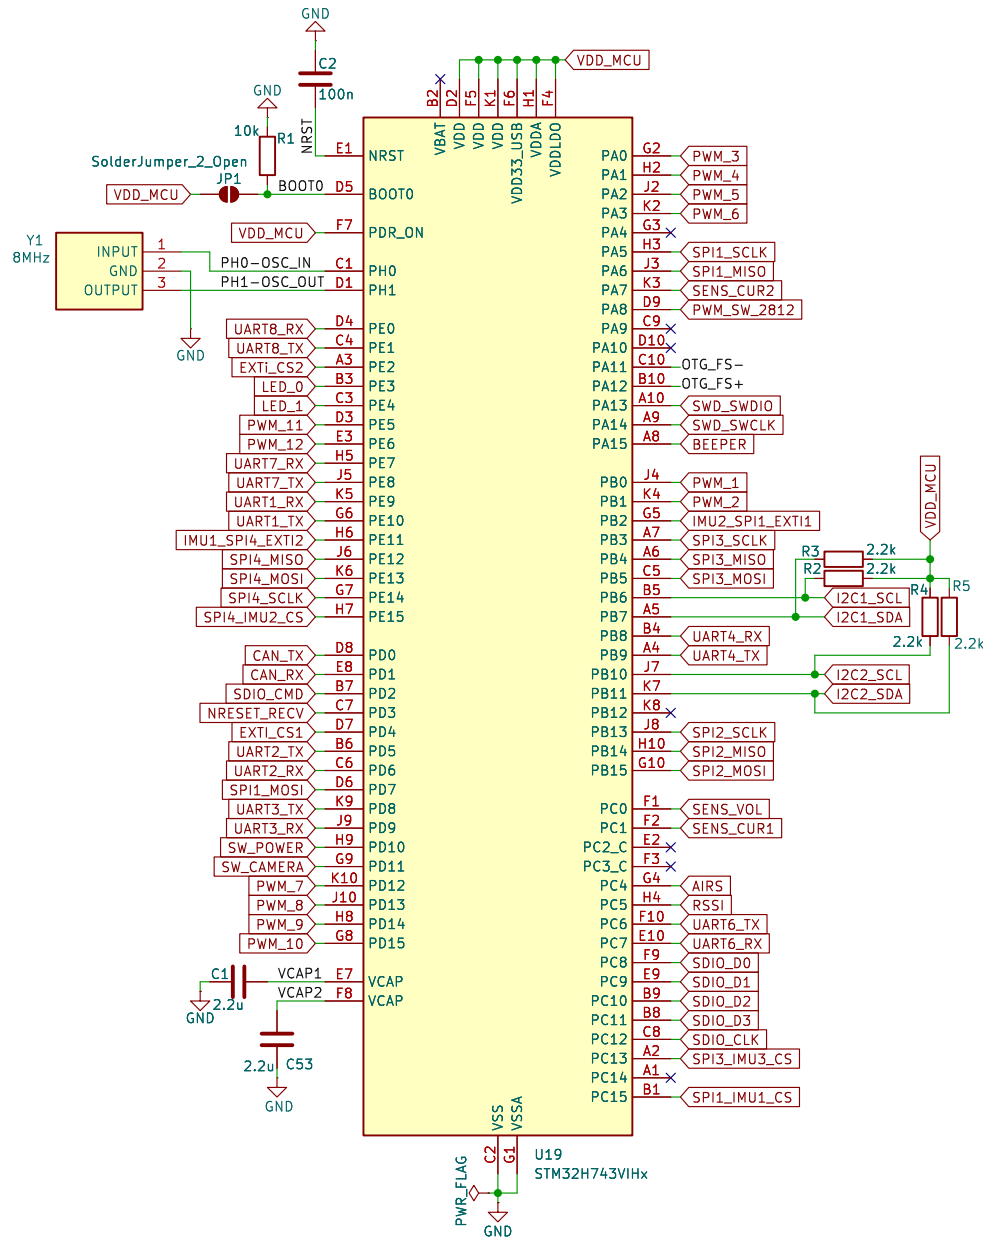 GND
C2
100n
NRST
GND
10k
R1
SolderJumper_2_Open
JP1
VDD_MCU
BOOT0
VDD_MCU
Y1
8MHz
INPUT 1
GND 2
OUTPUT 3
PH0-OSC_IN
PH1-OSC_OUT
GND
VDD_MCU
B2 VBAT
D2 VDD
F5 VDD
K1 VDD
F6 VDD33_USB
H1 VDDA
F4 VDDLDO
E1 NRST
D5 BOOT0
F7 PDR_ON
C1 PH0
D1 PH1
UART8_RX D4 PE0
UART8_TX C4 PE1
EXTi_CS2 A3 PE2
LED_0 B3 PE3
LED_1 C3 PE4
PWM_11 D3 PE5
PWM_12 E3 PE6
UART7_RX H5 PE7
UART7_TX J5 PE8
UART1_RX K5 PE9
UART1_TX G6 PE10
IMU1_SPI4_EXTI2 H6 PE11
SPI4_MISO J6 PE12
SPI4_MOSI K6 PE13
SPI4_SCLK G7 PE14
SPI4_IMU2_CS H7 PE15
CAN_TX D8 PD0
CAN_RX E8 PD1
SDIO_CMD B7 PD2
NRESET_RECV C7 PD3
EXTI_CS1 D7 PD4
UART2_TX B6 PD5
UART2_RX C6 PD6
SPI1_MOSI D6 PD7
UART3_TX K9 PD8
UART3_RX J9 PD9
SW_POWER H9 PD10
SW_CAMERA G9 PD11
PWM_7 K10 PD12
PWM_8 J10 PD13
PWM_9 H8 PD14
PWM_10 G8 PD15
C1
2.2u
GND
VCAP1 E7 VCAP
VCAP2 F8 VCAP
2.2u
C53
GND
PA0 G2 PWM_3
PA1 H2 PWM_4
PA2 J2 PWM_5
PA3 K2 PWM_6
PA4 G3
PA5 H3 SPI1_SCLK
PA6 J3 SPI1_MISO
PA7 K3 SENS_CUR2
PA8 D9 PWM_SW_2812
PA9 C9
PA10 D10
PA11 C10 OTG_FS-
PA12 B10 OTG_FS+
PA13 A10 SWD_SWDIO
PA14 A9 SWD_SWCLK
PA15 A8 BEEPER
PB0 J4 PWM_1
PB1 K4 PWM_2
PB2 G5 IMU2_SPI1_EXTI1
PB3 A7 SPI3_SCLK
PB4 A6 SPI3_MISO
PB5 C5 SPI3_MOSI
PB6 B5 I2C1_SCL
PB7 A5 I2C1_SDA
PB8 B4 UART4_RX
PB9 A4 UART4_TX
PB10 J7 I2C2_SCL
PB11 K7 I2C2_SDA
PB12 K8
PB13 J8 SPI2_SCLK
PB14 H10 SPI2_MISO
PB15 G10 SPI2_MOSI
VDD_MCU
R3 2.2k
R2 2.2k
R4
2.2k
R5
2.2k
PC0 F1 SENS_VOL
PC1 F2 SENS_CUR1
PC2_C E2
PC3_C F3
PC4 G4 AIRS
PC5 H4 RSSI
PC6 F10 UART6_TX
PC7 E10 UART6_RX
PC8 F9 SDIO_D0
PC9 E9 SDIO_D1
PC10 B9 SDIO_D2
PC11 B8 SDIO_D3
PC12 C8 SDIO_CLK
PC13 A2 SPI3_IMU3_CS
PC14 A1
PC15 B1 SPI1_IMU1_CS
VSS C2
VSSA G1
U19
STM32H743VIHx
PWR_FLAG
GND